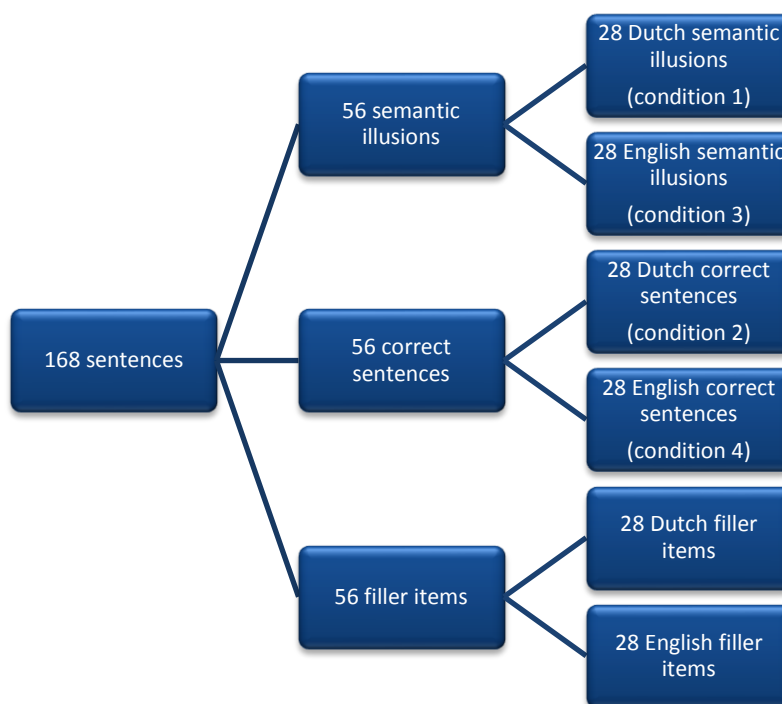 168 sentences
56 semantic
illusions
28 Dutch semantic
illusions
(condition 1)
28 English semantic
illusions
(condition 3)
56 correct
sentences
28 Dutch correct
sentences
(condition 2)
28 English correct
sentences
(condition 4)
56 filler items
28 Dutch filler
items
28 English filler
items